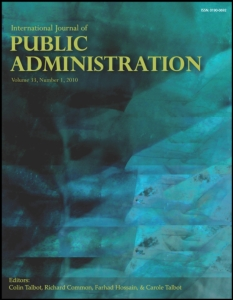 International Journal of
PUBLIC
ADMINISTRATION
Volume 33, Number 1, 2010
Editors:
Colin Talbot, Richard Common, Farhad Hossain, & Carole Talbot